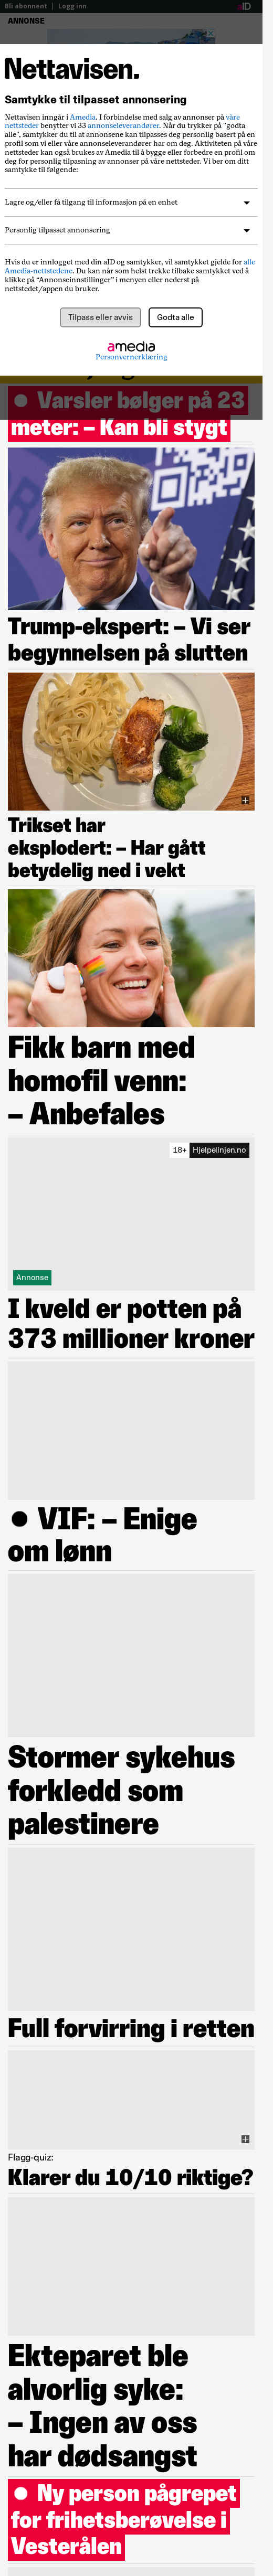 Bli abonnent | Logg inn
aID
ANNONSE
Nettavisen.
Samtykke til tilpasset annonsering
Nettavisen inngår i Amedia. I forbindelse med salg av annonser på våre
nettsteder benytter vi 33 annonseleverandører. Når du trykker på "godta
alle", samtykker du til at annonsene kan tilpasses deg personlig basert på en
profil som vi eller våre annonseleverandører har om deg. Aktiviteten på våre
nettsteder kan også brukes av Amedia til å bygge eller forbedre en profil om
deg for personlig tilpasning av annonser på våre nettsteder. Vi ber om ditt
samtykke til følgende:
Lagre og/eller få tilgang til informasjon på en enhet
Personlig tilpasset annonsering
Hvis du er innlogget med din aID og samtykker, vil samtykket gjelde for alle
Amedia-nettstedene. Du kan når som helst trekke tilbake samtykket ved å
klikke på “Annonseinnstillinger” i menyen eller nederst på
nettstedet/appen du bruker.
Tilpass eller avvis
Godta alle
amedia
Personvernerklæring
● Varsler bølger på 23
meter: – Kan bli stygt
Trump-ekspert: – Vi ser
begynnelsen på slutten
Trikset har
eksplodert: – Har gått
betydelig ned i vekt
Fikk barn med
homofil venn:
– Anbefales
18+ Hjelpelinjen.no
Annonse
I kveld er potten på
373 millioner kroner
● VIF: – Enige
om lønn
Stormer sykehus
forkledd som
palestinere
Full forvirring i retten
Flagg-quiz:
Klarer du 10/10 riktige?
Ekteparet ble
alvorlig syke:
– Ingen av oss
har dødsangst
● Ny person pågrepet
for frihetsberøvelse i
Vesterålen